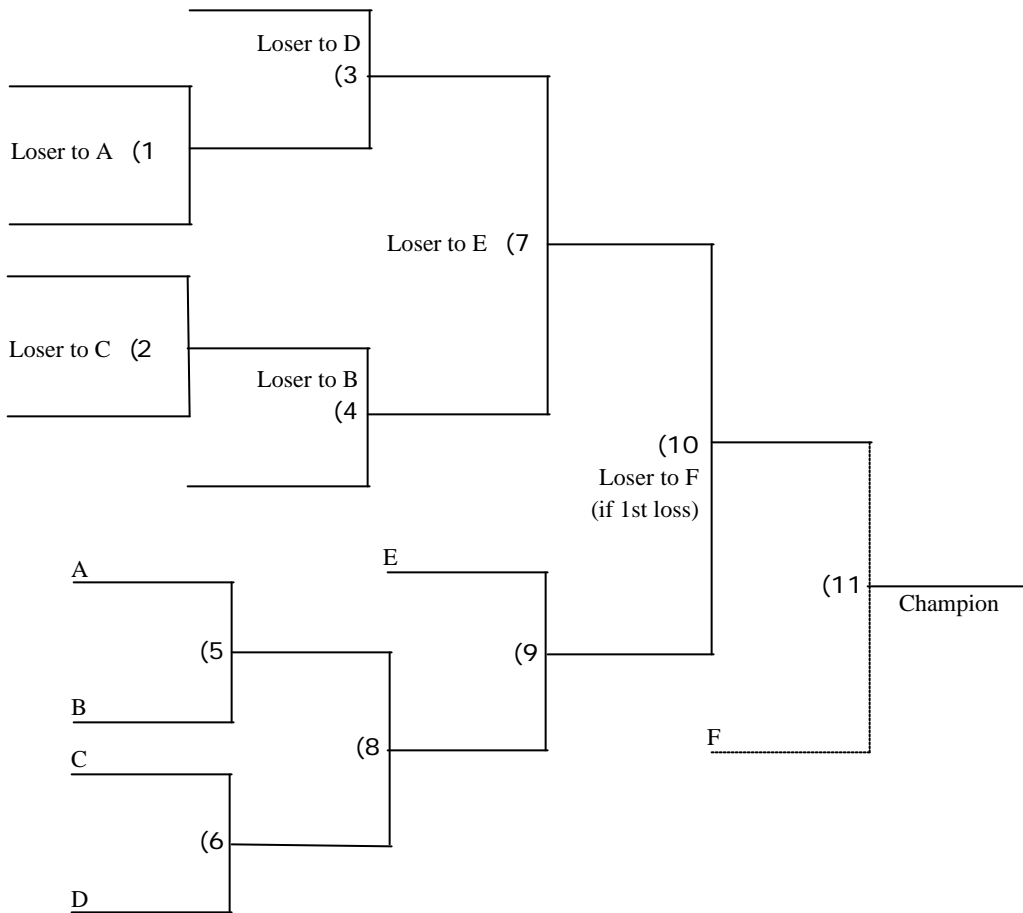 Loser to D
(3
Loser to A (1
Loser to E (7
Loser to C (2
Loser to B
(4
(10
Loser to F
(if 1st loss)
E
A
(11
Champion
(5
(9
B
F
(8
C
(6
D